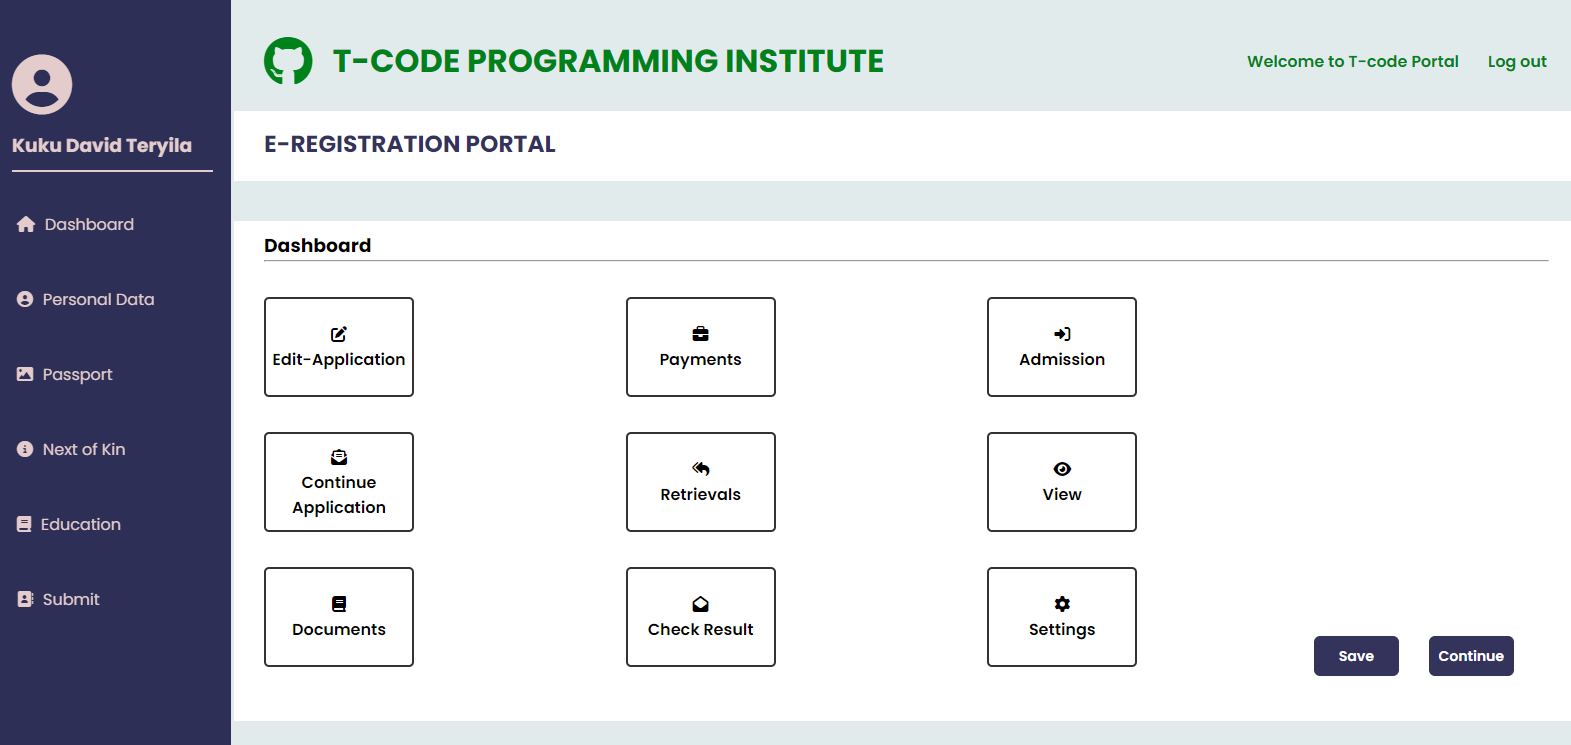 Kuku David Teryila
Dashboard
Personal Data
Passport
Next of Kin
Education
Submit
T-CODE PROGRAMMING INSTITUTE
Welcome to T-code Portal
Log out
E-REGISTRATION PORTAL
Dashboard
Edit-Application
Payments
Admission
Continue
Application
Retrievals
View
Documents
Check Result
Settings
Save
Continue